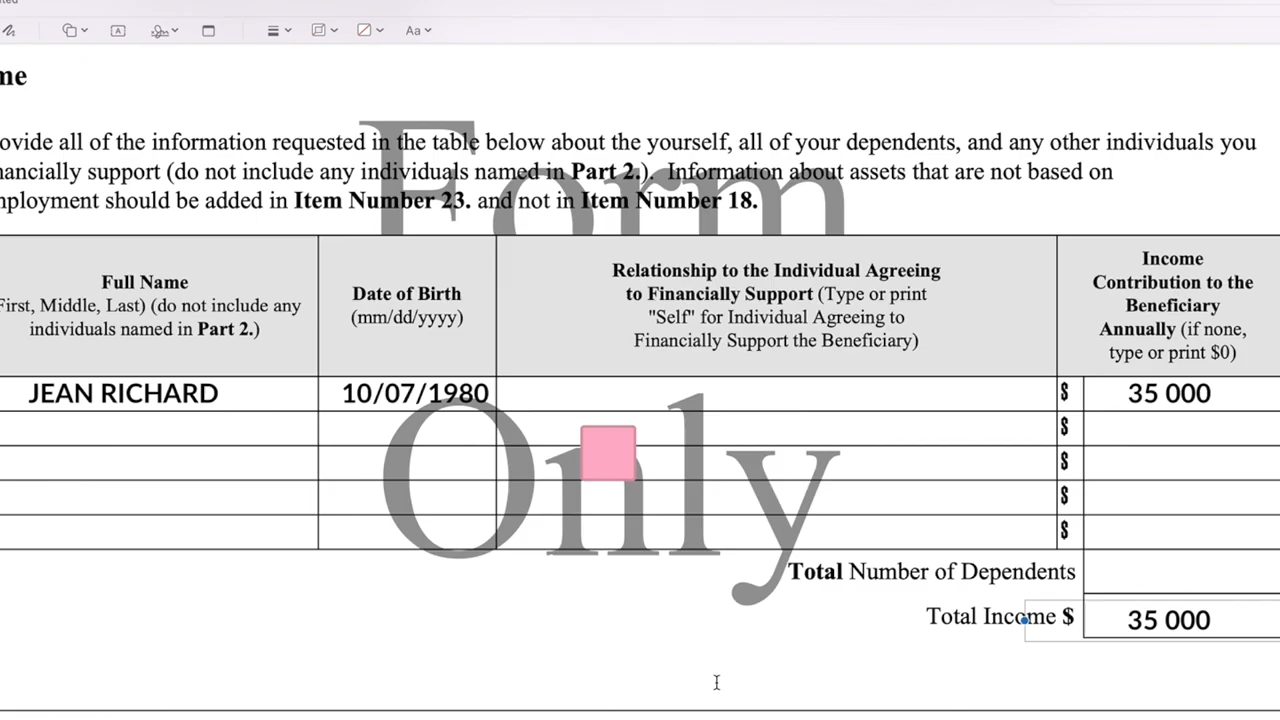 Aa
me
ovide all of the information requested in the table below about the yourself, all of your dependents, and any other individuals you
nancially support (do not include any individuals named in Part 2.). Information about assets that are not based on
mployment should be added in Item Number 23. and not in Item Number 18.
Form
Only
Full Name
First, Middle, Last) (do not include any
individuals named in Part 2.)
Date of Birth
(mm/dd/yyyy)
Relationship to the Individual Agreeing
to Financially Support (Type or print
"Self" for Individual Agreeing to
Financially Support the Beneficiary)
Income
Contribution to the
Beneficiary
Annually (if none,
type or print $0)
JEAN RICHARD 10/07/1980 $ 35 000
$
$
$
$
Total Number of Dependents
Total Income $ 35 000